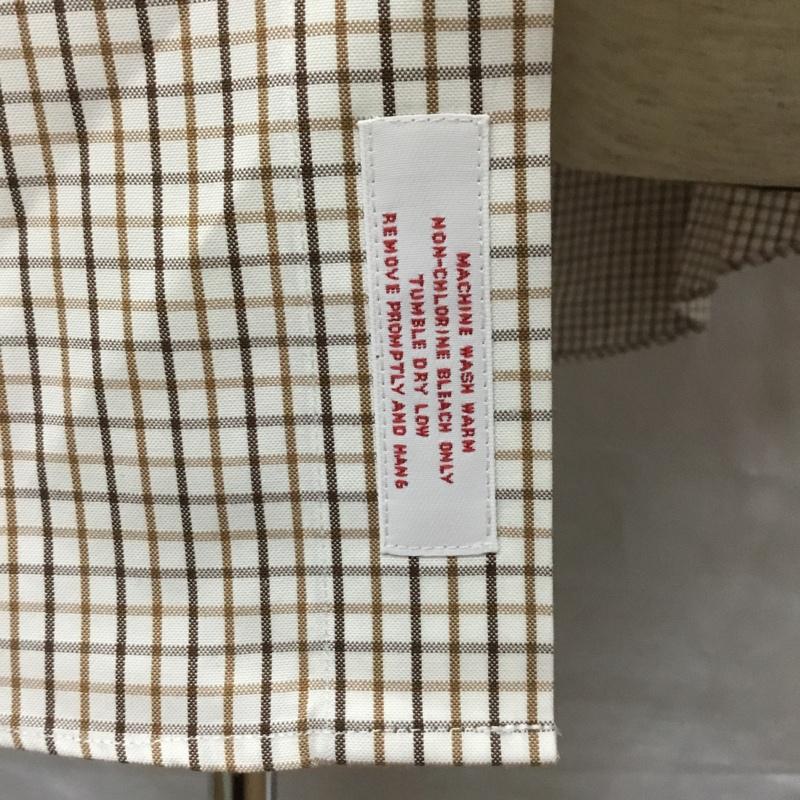 MACHINE WASH WARM
NON-CHLORINE BLEACH ONLY
TUMBLE DRY LOW
REMOVE PROMPTLY AND HANG